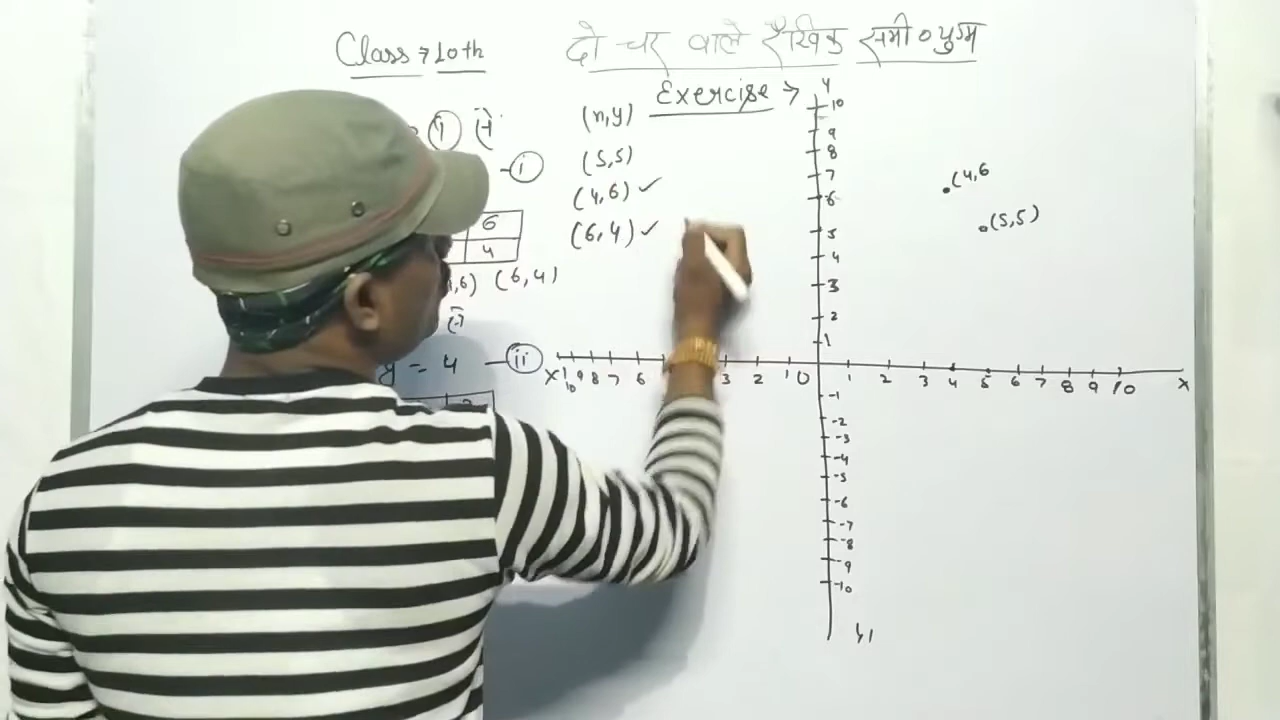 Class → 10th
दो चर वाले रैखिक समी० युग्म
Exercise →
(i) से
(x,y)
(5,5)
(4,6) ✓
(6,4) ✓
— (i)
6
4
,6) (6,4)
से
y = 4 — (ii)
y
10
9
8
7
6
5
4
3
2
1
(4,6
(5,5)
X' 10 9 8 7 6 3 2 1 0 1 2 3 4 5 6 7 8 9 10 X
-1
-2
-3
-4
-5
-6
-7
-8
-9
-10
y'